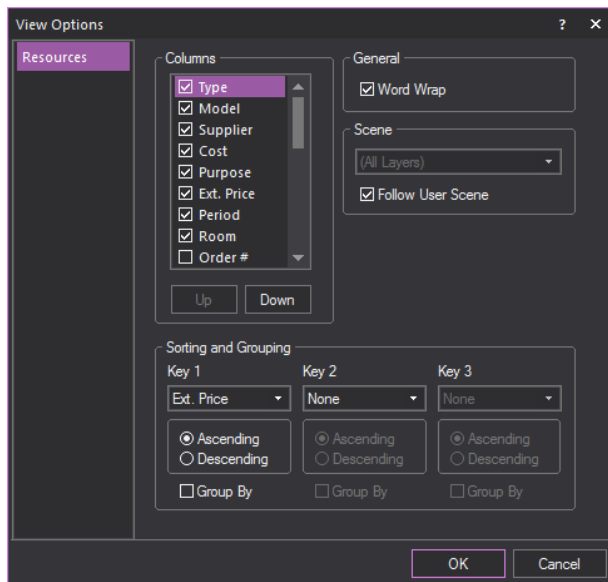 View Options
?
Resources
Columns
Type
Model
Supplier
Cost
Purpose
Ext. Price
Period
Room
Order #
Up
Down
General
Word Wrap
Scene
(All Layers)
Follow User Scene
Sorting and Grouping
Key 1
Key 2
Key 3
Ext. Price
None
None
Ascending
Descending
Ascending
Descending
Ascending
Descending
Group By
Group By
Group By
OK
Cancel